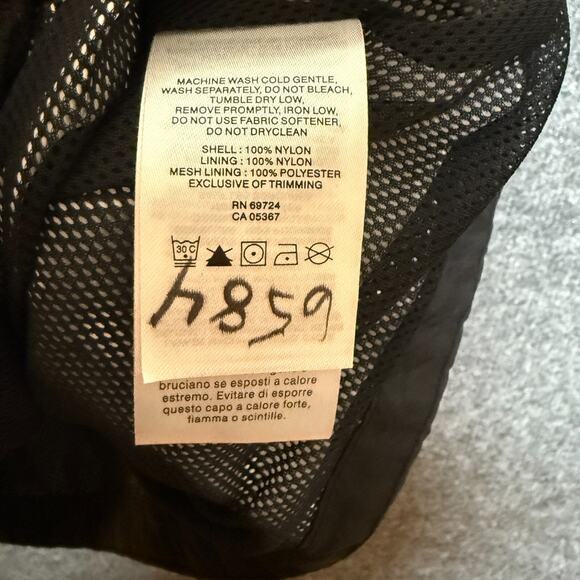 MACHINE WASH COLD GENTLE,
WASH SEPARATELY, DO NOT BLEACH,
TUMBLE DRY LOW,
REMOVE PROMPTLY, IRON LOW,
DO NOT USE FABRIC SOFTENER,
DO NOT DRYCLEAN
SHELL : 100% NYLON
LINING : 100% NYLON
MESH LINING : 100% POLYESTER
EXCLUSIVE OF TRIMMING
RN 69724
CA 05367
30 C
bruciano se esposti a calore
estremo. Evitare di esporre
questo capo a calore forte,
fiamma o scintille.